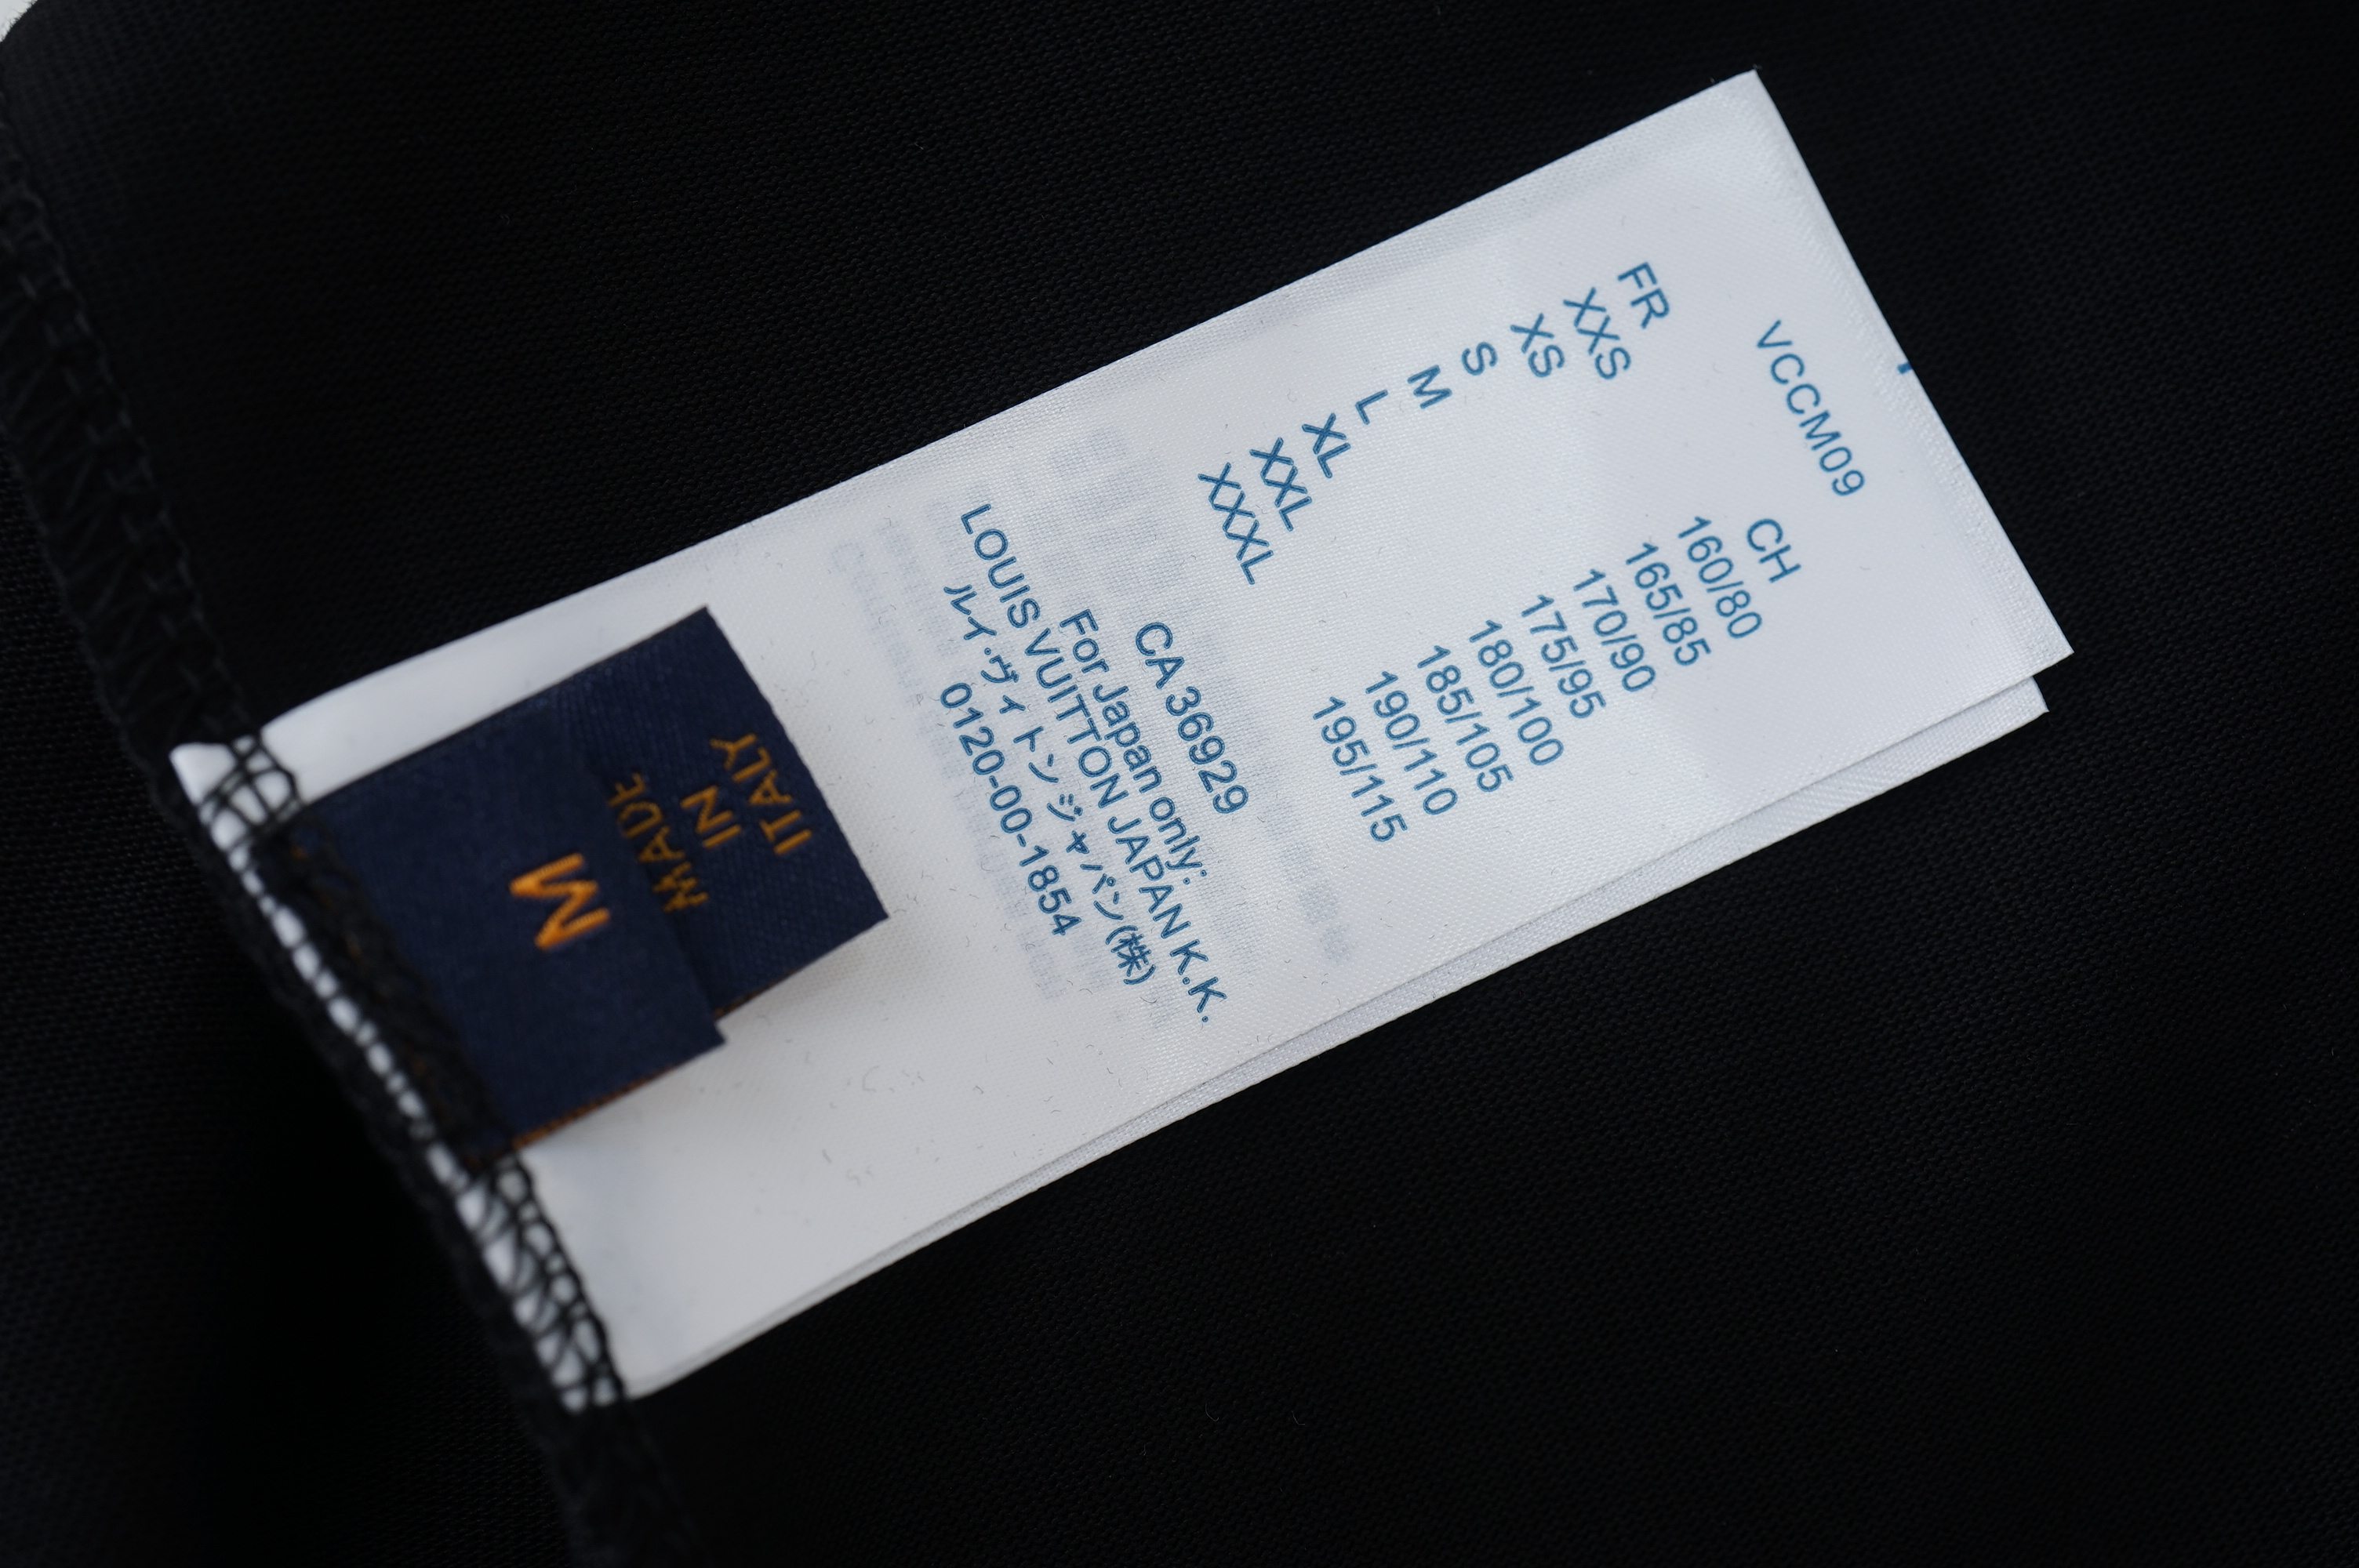 VCCM09
FR CH
XXS 160/80
XS 165/85
S 170/90
M 175/95
L 180/100
XL 185/105
XXL 190/110
XXXL 195/115
CA 36929
For Japan only:
LOUIS VUITTON JAPAN K.K.
ルイ・ヴィトン ジャパン(株)
0120-00-1854
ITALY
IN
MADE
MADE
M